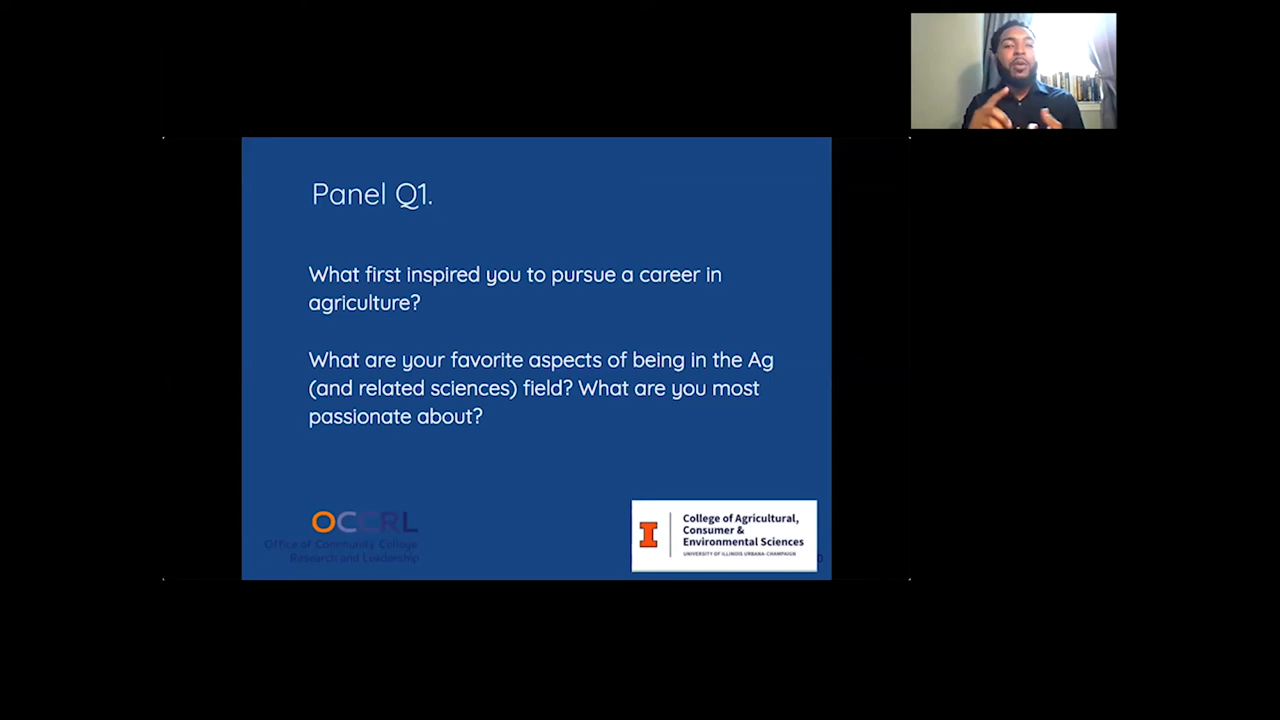 Panel Q1.
What first inspired you to pursue a career in
agriculture?
What are your favorite aspects of being in the Ag
(and related sciences) field? What are you most
passionate about?
OCCRL
Office of Community College
Research and Leadership
I
College of Agricultural,
Consumer &
Environmental Sciences
UNIVERSITY OF ILLINOIS URBANA-CHAMPAIGN